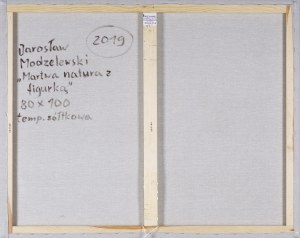 2019
Jarosław
Modzelewski
„Martwa natura z
figurką"
80 x 100
temp. żółtkowa